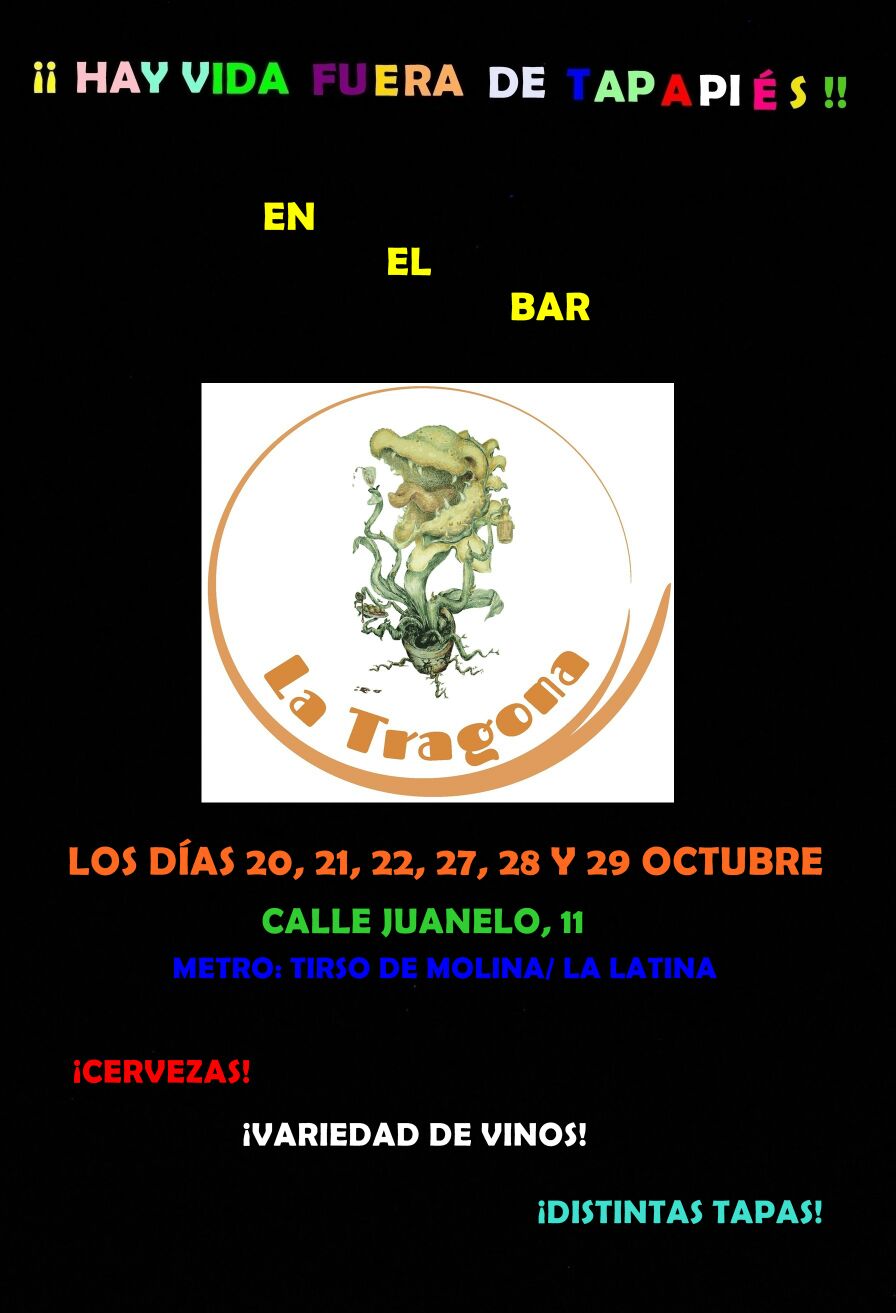 ¡¡ HAY VIDA FUERA DE TAPAPIÉS !!
EN
EL
BAR
La Tragona
LOS DÍAS 20, 21, 22, 27, 28 Y 29 OCTUBRE
CALLE JUANELO, 11
METRO: TIRSO DE MOLINA/ LA LATINA
¡CERVEZAS!
¡VARIEDAD DE VINOS!
¡DISTINTAS TAPAS!